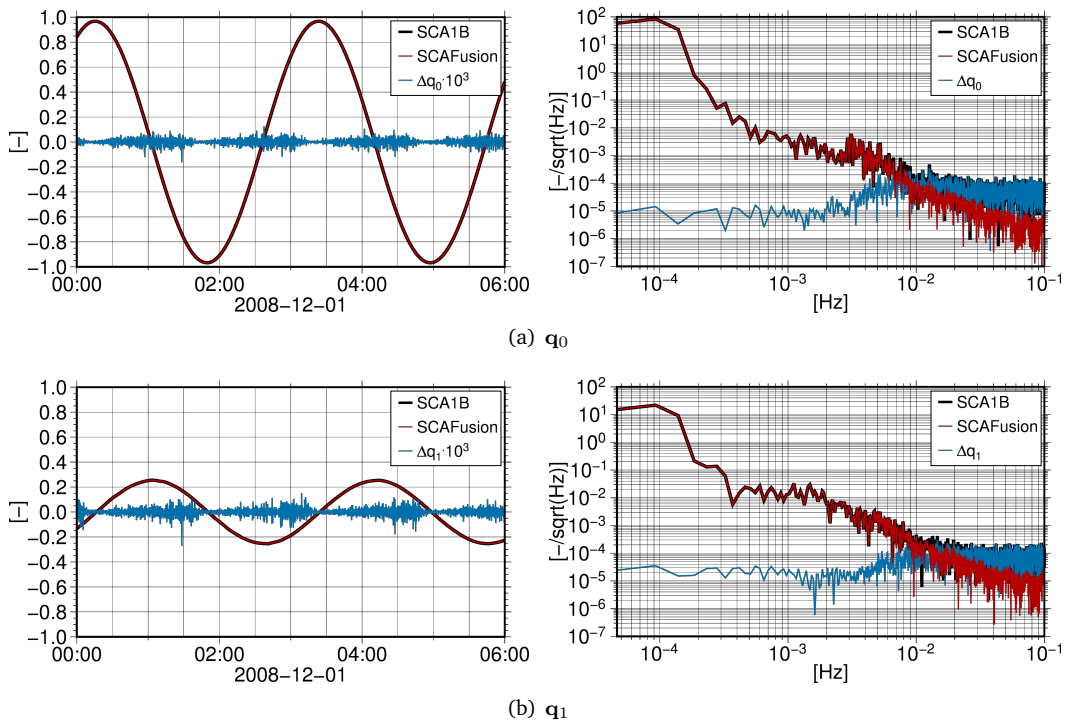 1.0
0.8
0.6
0.4
0.2
0.0
−0.2
−0.4
−0.6
−0.8
−1.0
[−]
00:00 02:00 04:00 06:00
2008−12−01
SCA1B
SCAFusion
Δq₀·10³
10²
10¹
10⁰
10⁻¹
10⁻²
10⁻³
10⁻⁴
10⁻⁵
10⁻⁶
10⁻⁷
[−/sqrt(Hz)]
10⁻⁴ 10⁻³ 10⁻² 10⁻¹
[Hz]
SCA1B
SCAFusion
Δq₀
(a) q₀
1.0
0.8
0.6
0.4
0.2
0.0
−0.2
−0.4
−0.6
−0.8
−1.0
[−]
00:00 02:00 04:00 06:00
2008−12−01
SCA1B
SCAFusion
Δq₁·10³
10²
10¹
10⁰
10⁻¹
10⁻²
10⁻³
10⁻⁴
10⁻⁵
10⁻⁶
10⁻⁷
[−/sqrt(Hz)]
10⁻⁴ 10⁻³ 10⁻² 10⁻¹
[Hz]
SCA1B
SCAFusion
Δq₁
(b) q₁